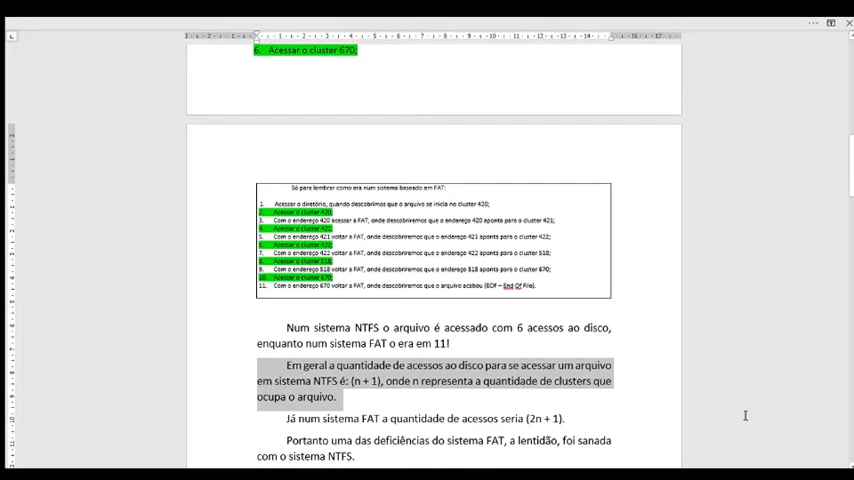 6. Acessar o cluster 670;
Só para lembrar como era num sistema baseado em FAT:
1. Acessar o diretório, quando descobrimos que o arquivo se inicia no cluster 420;
2. Acessar o cluster 420;
3. Com o endereço 420 acessar a FAT, onde descobriremos que o endereço 420 aponta para o cluster 421;
4. Acessar o cluster 421;
5. Com o endereço 421 voltar a FAT, onde descobriremos que o endereço 421 aponta para o cluster 422;
6. Acessar o cluster 422;
7. Com o endereço 422 voltar a FAT, onde descobriremos que o endereço 422 aponta para o cluster 518;
8. Acessar o cluster 518;
9. Com o endereço 518 voltar a FAT, onde descobriremos que o endereço 518 aponta para o cluster 670;
10. Acessar o cluster 670;
11. Com o endereço 670 voltar a FAT, onde descobriremos que o arquivo acabou (EOF – End Of File).
Num sistema NTFS o arquivo é acessado com 6 acessos ao disco,
enquanto num sistema FAT o era em 11!
Em geral a quantidade de acessos ao disco para se acessar um arquivo
em sistema NTFS é: (n + 1), onde n representa a quantidade de clusters que
ocupa o arquivo.
Já num sistema FAT a quantidade de acessos seria (2n + 1).
Portanto uma das deficiências do sistema FAT, a lentidão, foi sanada
com o sistema NTFS.